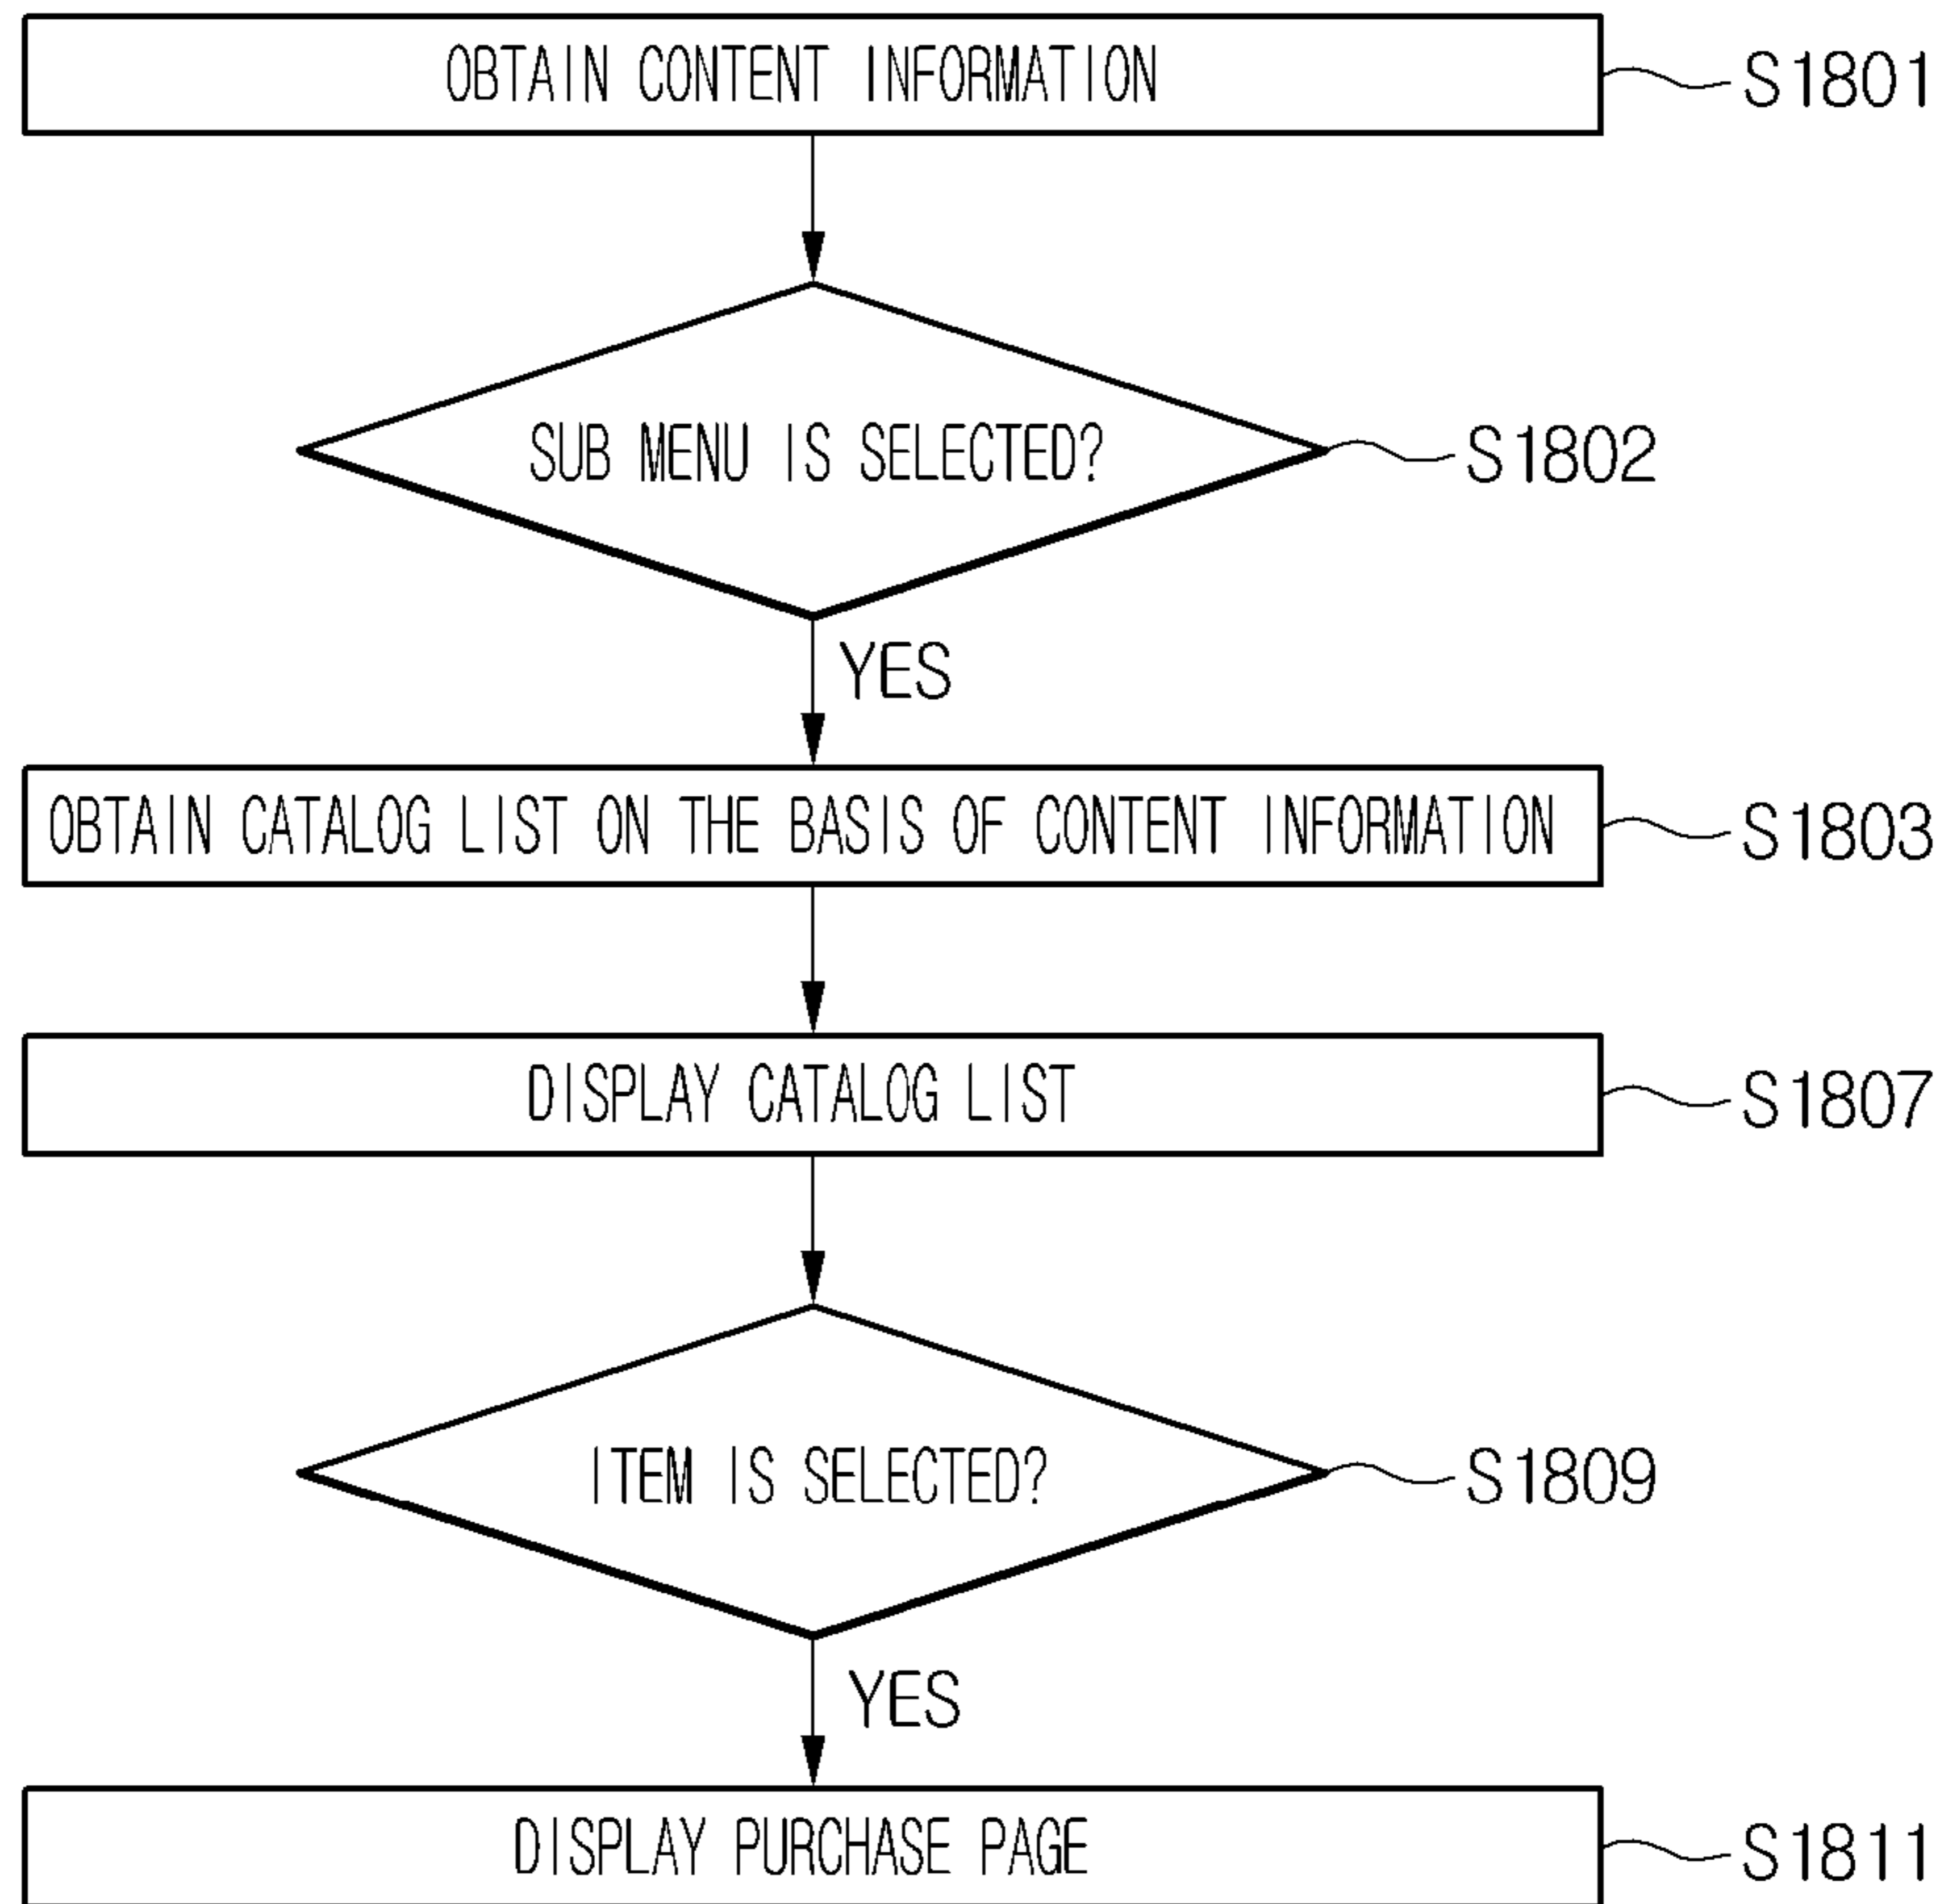 OBTAIN CONTENT INFORMATION
S1801
SUB MENU IS SELECTED?
S1802
YES
OBTAIN CATALOG LIST ON THE BASIS OF CONTENT INFORMATION
S1803
DISPLAY CATALOG LIST
S1807
ITEM IS SELECTED?
S1809
YES
DISPLAY PURCHASE PAGE
S1811